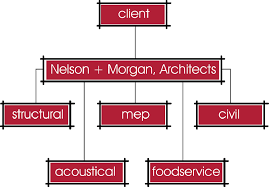 client
Nelson + Morgan, Architects
structural
mep
civil
acoustical
foodservice